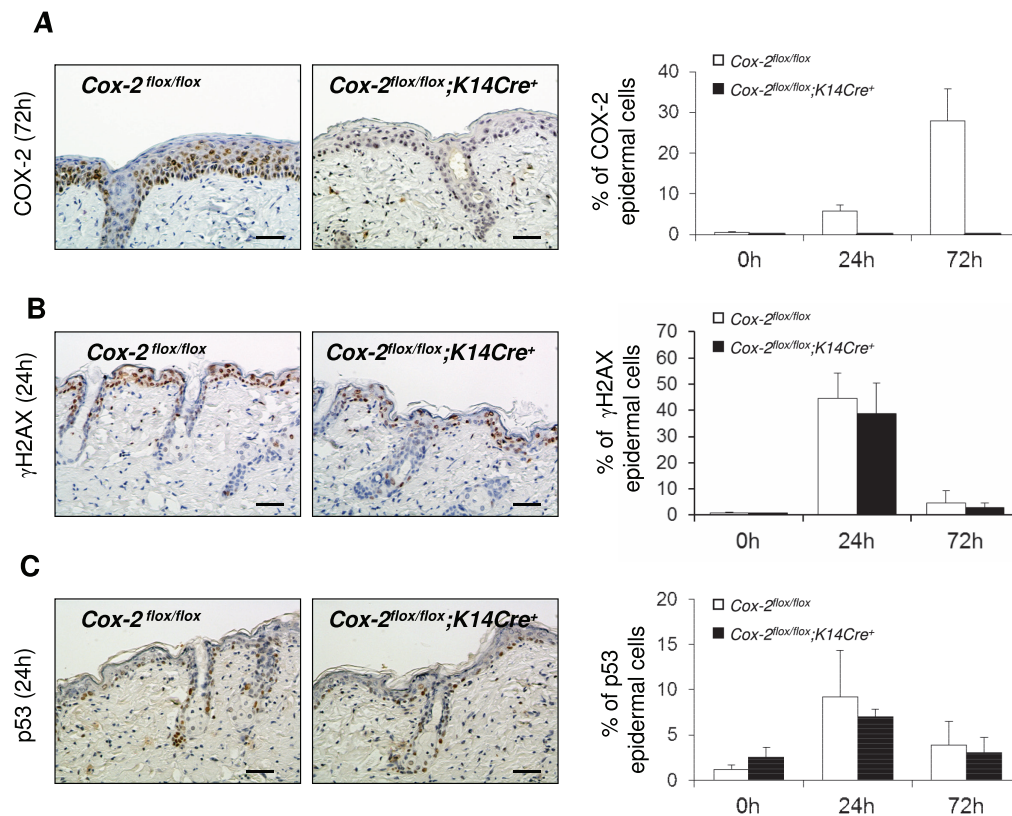 A
COX-2 (72h)
Cox-2 flox/flox
Cox-2flox/flox;K14Cre+
% of COX-2
epidermal cells
Cox-2flox/flox
Cox-2flox/flox;K14Cre+
40
30
20
10
0
0h 24h 72h
B
γH2AX (24h)
Cox-2 flox/flox
Cox-2flox/flox;K14Cre+
% of γH2AX
epidermal cells
Cox-2flox/flox
Cox-2flox/flox;K14Cre+
70
60
50
40
30
20
10
0
0h 24h 72h
C
p53 (24h)
Cox-2 flox/flox
Cox-2flox/flox;K14Cre+
% of p53
epidermal cells
Cox-2flox/flox
Cox-2flox/flox;K14Cre+
20
15
10
5
0
0h 24h 72h